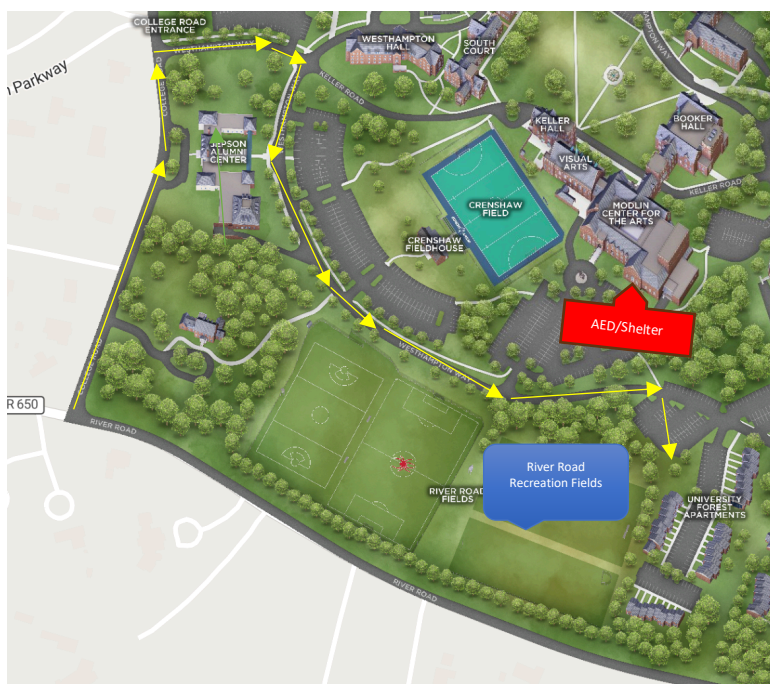 COLLEGE ROAD
ENTRANCE
WESTHAMPTON WAY
WESTHAMPTON
HALL
SOUTH
COURT
KELLER ROAD
Parkway
JEPSON
ALUMNI
CENTER
KELLER
HALL
BOOKER
HALL
VISUAL
ARTS
KELLER ROAD
CRENSHAW
FIELD
MODLIN
CENTER FOR
THE ARTS
CRENSHAW
FIELDHOUSE
AED/Shelter
WESTHAMPTON WAY
R 650
RIVER ROAD
River Road
Recreation Fields
RIVER ROAD
FIELDS
UNIVERSITY
FOREST
APARTMENTS
RIVER ROAD